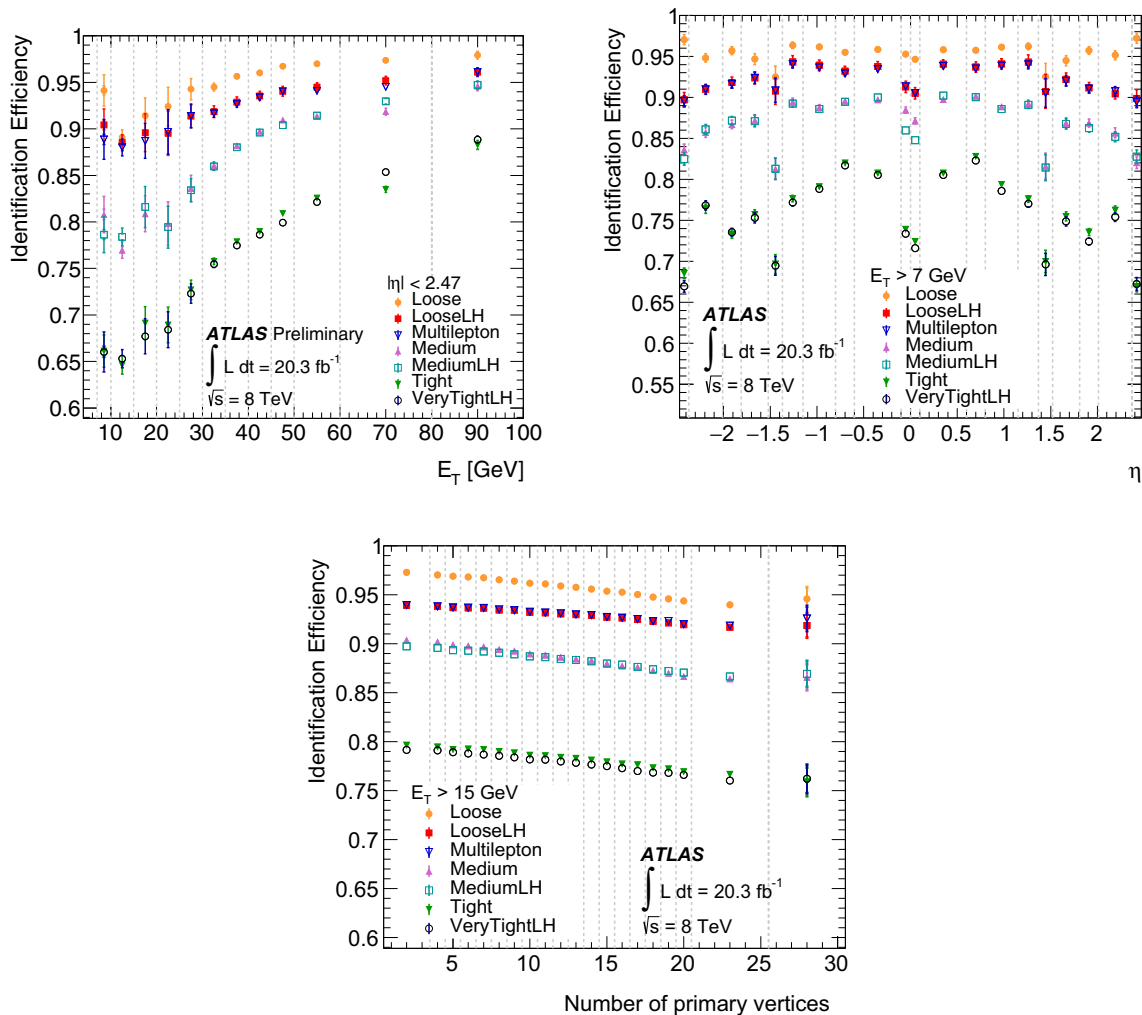 Identification Efficiency
1
0.95
0.9
0.85
0.8
0.75
0.7
0.65
0.6
|η| < 2.47
Loose
LooseLH
Multilepton
Medium
MediumLH
Tight
VeryTightLH
ATLAS Preliminary
∫ L dt = 20.3 fb⁻¹
√s = 8 TeV
10 20 30 40 50 60 70 80 90 100
E_T [GeV]
Identification Efficiency
1
0.95
0.9
0.85
0.8
0.75
0.7
0.65
0.6
0.55
E_T > 7 GeV
Loose
LooseLH
Multilepton
Medium
MediumLH
Tight
VeryTightLH
ATLAS
∫ L dt = 20.3 fb⁻¹
√s = 8 TeV
−2 −1.5 −1 −0.5 0 0.5 1 1.5 2
η
Identification Efficiency
1
0.95
0.9
0.85
0.8
0.75
0.7
0.65
0.6
E_T > 15 GeV
Loose
LooseLH
Multilepton
Medium
MediumLH
Tight
VeryTightLH
ATLAS
∫ L dt = 20.3 fb⁻¹
√s = 8 TeV
5 10 15 20 25 30
Number of primary vertices